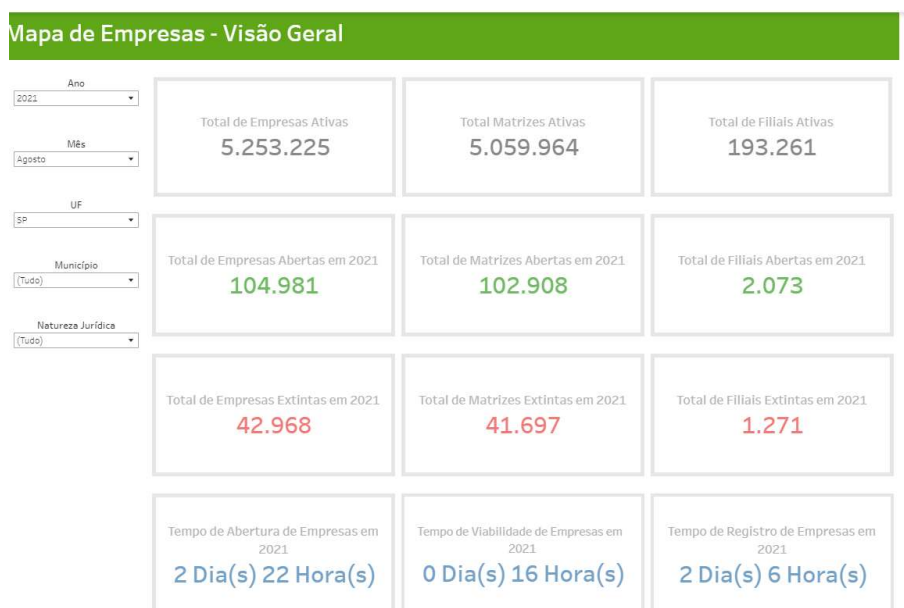 Mapa de Empresas - Visão Geral
Ano
2021
Mês
Agosto
UF
SP
Município
(Tudo)
Natureza Jurídica
(Tudo)
Total de Empresas Ativas
5.253.225
Total Matrizes Ativas
5.059.964
Total de Filiais Ativas
193.261
Total de Empresas Abertas em 2021
104.981
Total de Matrizes Abertas em 2021
102.908
Total de Filiais Abertas em 2021
2.073
Total de Empresas Extintas em 2021
42.968
Total de Matrizes Extintas em 2021
41.697
Total de Filiais Extintas em 2021
1.271
Tempo de Abertura de Empresas em
2021
2 Dia(s) 22 Hora(s)
Tempo de Viabilidade de Empresas em
2021
0 Dia(s) 16 Hora(s)
Tempo de Registro de Empresas em
2021
2 Dia(s) 6 Hora(s)